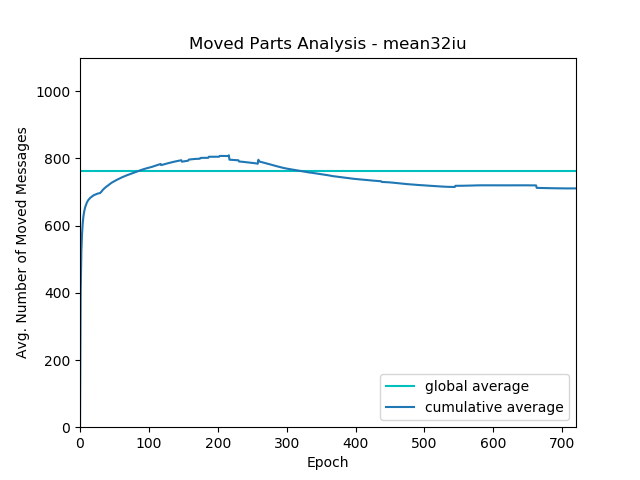 Moved Parts Analysis - mean32iu
Avg. Number of Moved Messages
1000
800
600
400
200
0
0 100 200 300 400 500 600 700
Epoch
global average
cumulative average